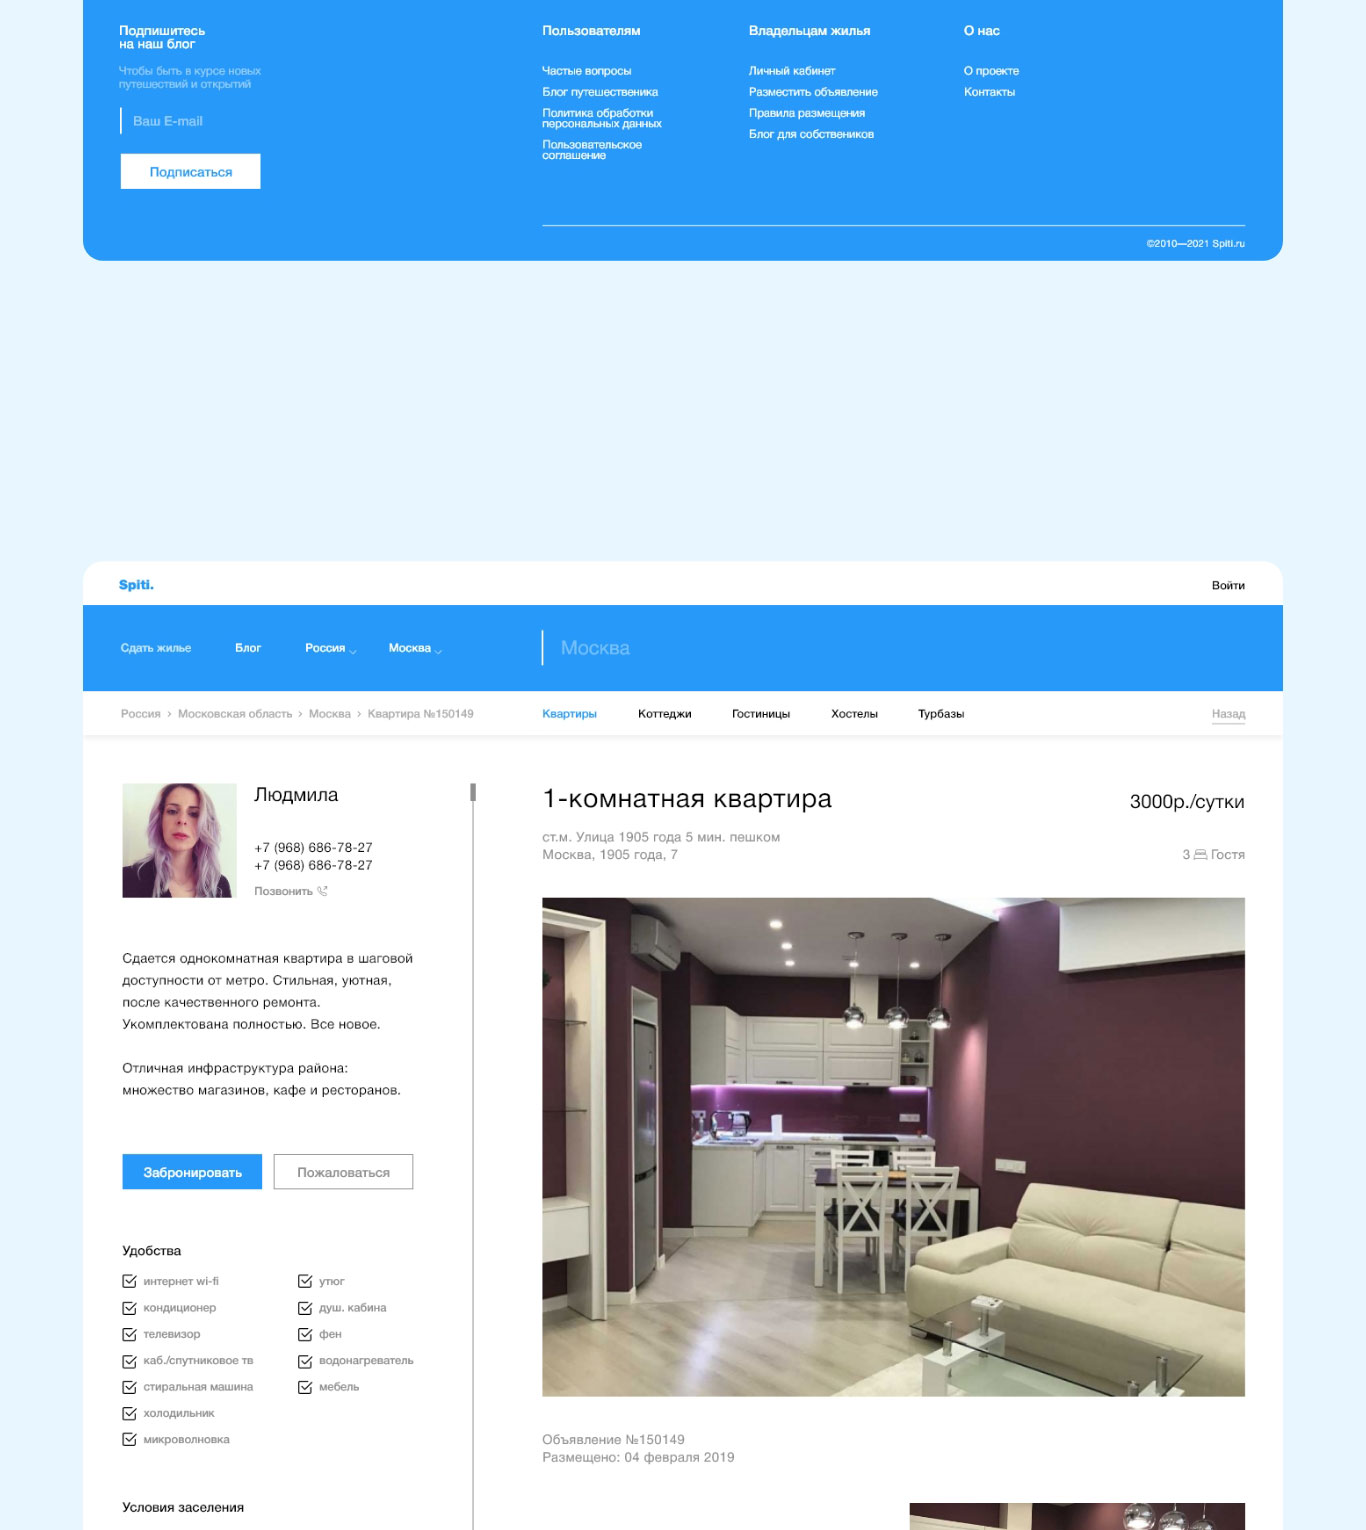 Подпишитесь
на наш блог
Чтобы быть в курсе новых
путешествий и открытий
Ваш E-mail
Подписаться
Пользователям
Частые вопросы
Блог путешественика
Политика обработки
персональных данных
Пользовательское
соглашение
Владельцам жилья
Личный кабинет
Разместить объявление
Правила размещения
Блог для собствеников
О нас
О проекте
Контакты
©2010—2021 Spiti.ru
Spiti.
Войти
Сдать жилье
Блог
Россия
Москва
Москва
Россия › Московская область › Москва › Квартира №150149
Квартиры
Коттеджи
Гостиницы
Хостелы
Турбазы
Назад
Людмила
+7 (968) 686-78-27
+7 (968) 686-78-27
Позвонить
Сдается однокомнатная квартира в шаговой
доступности от метро. Стильная, уютная,
после качественного ремонта.
Укомплектована полностью. Все новое.
Отличная инфраструктура района:
множество магазинов, кафе и ресторанов.
Забронировать
Пожаловаться
Удобства
интернет wi-fi
кондиционер
телевизор
каб./спутниковое тв
стиральная машина
холодильник
микроволновка
утюг
душ. кабина
фен
водонагреватель
мебель
Условия заселения
1-комнатная квартира
3000р./сутки
ст.м. Улица 1905 года 5 мин. пешком
Москва, 1905 года, 7
3 Гостя
Объявление №150149
Размещено: 04 февраля 2019